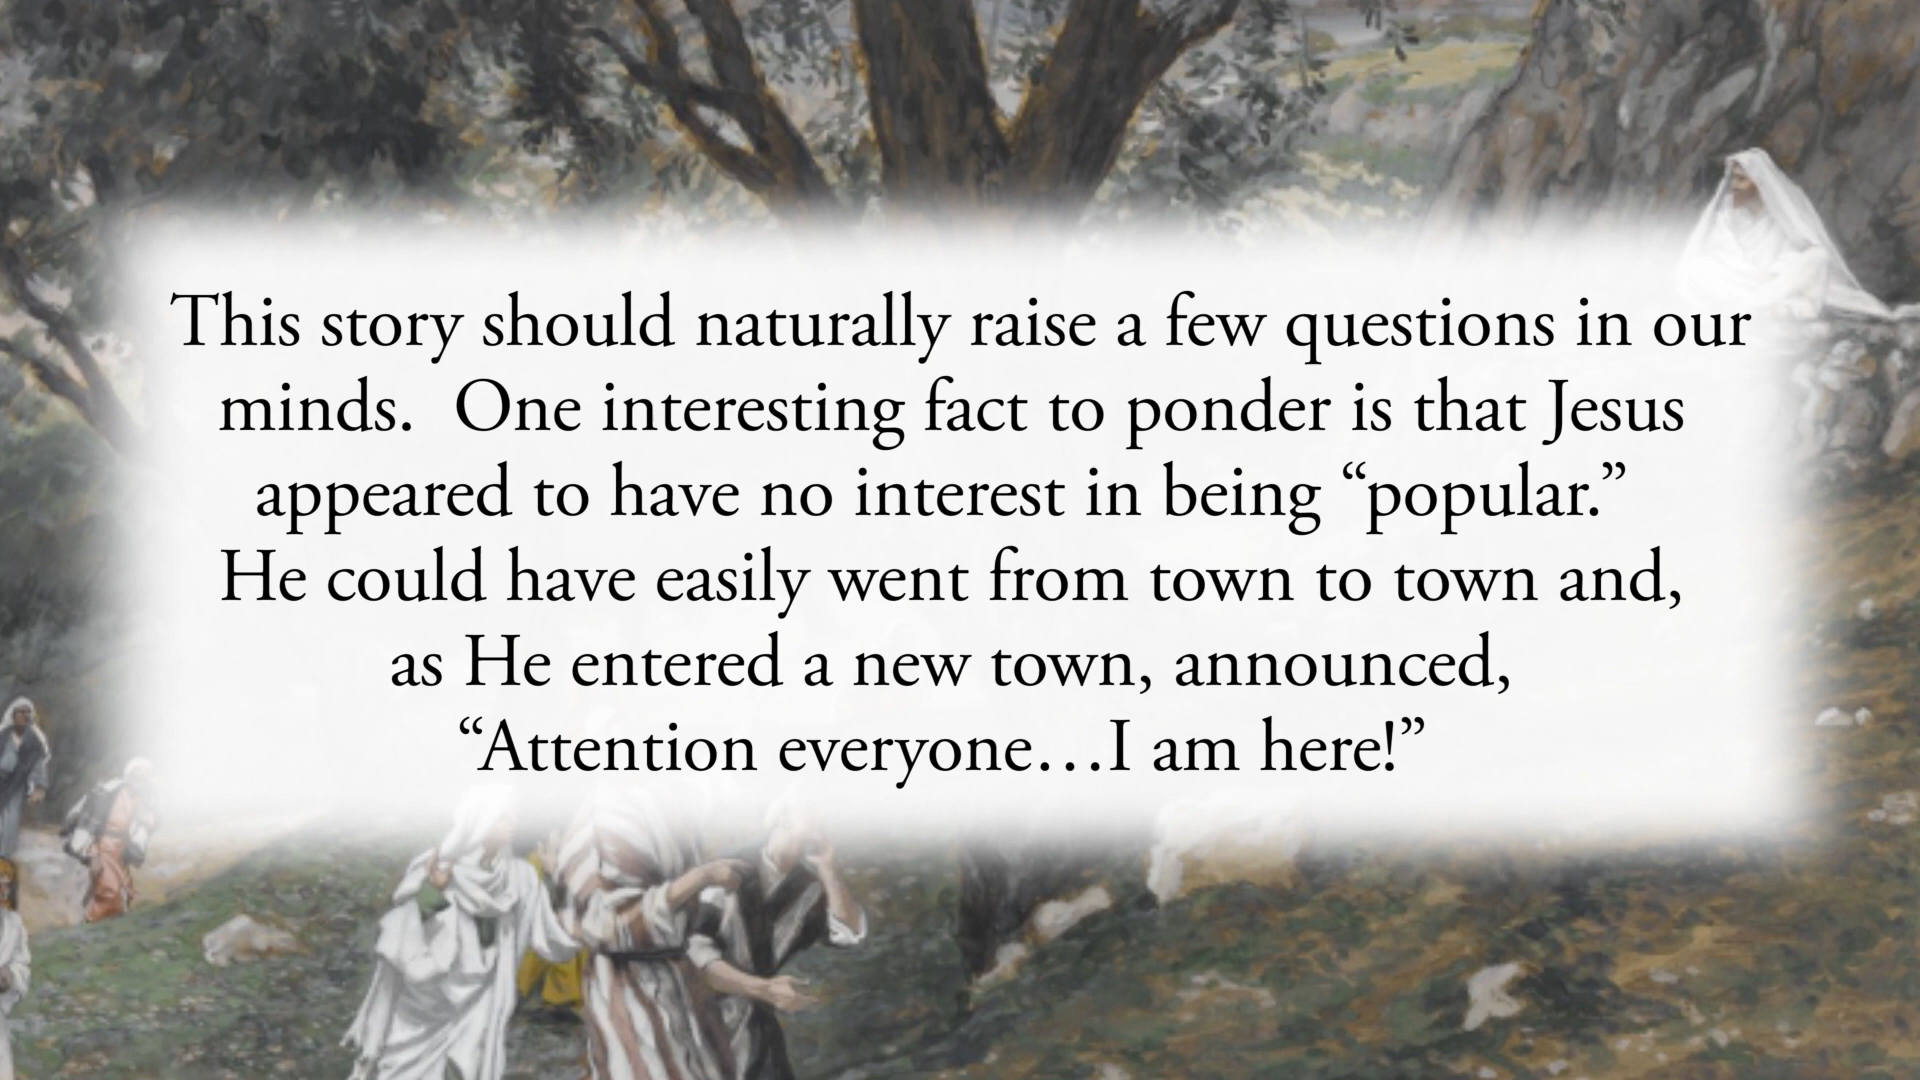 This story should naturally raise a few questions in our
minds.  One interesting fact to ponder is that Jesus
appeared to have no interest in being “popular.”
He could have easily went from town to town and,
as He entered a new town, announced,
“Attention everyone…I am here!”